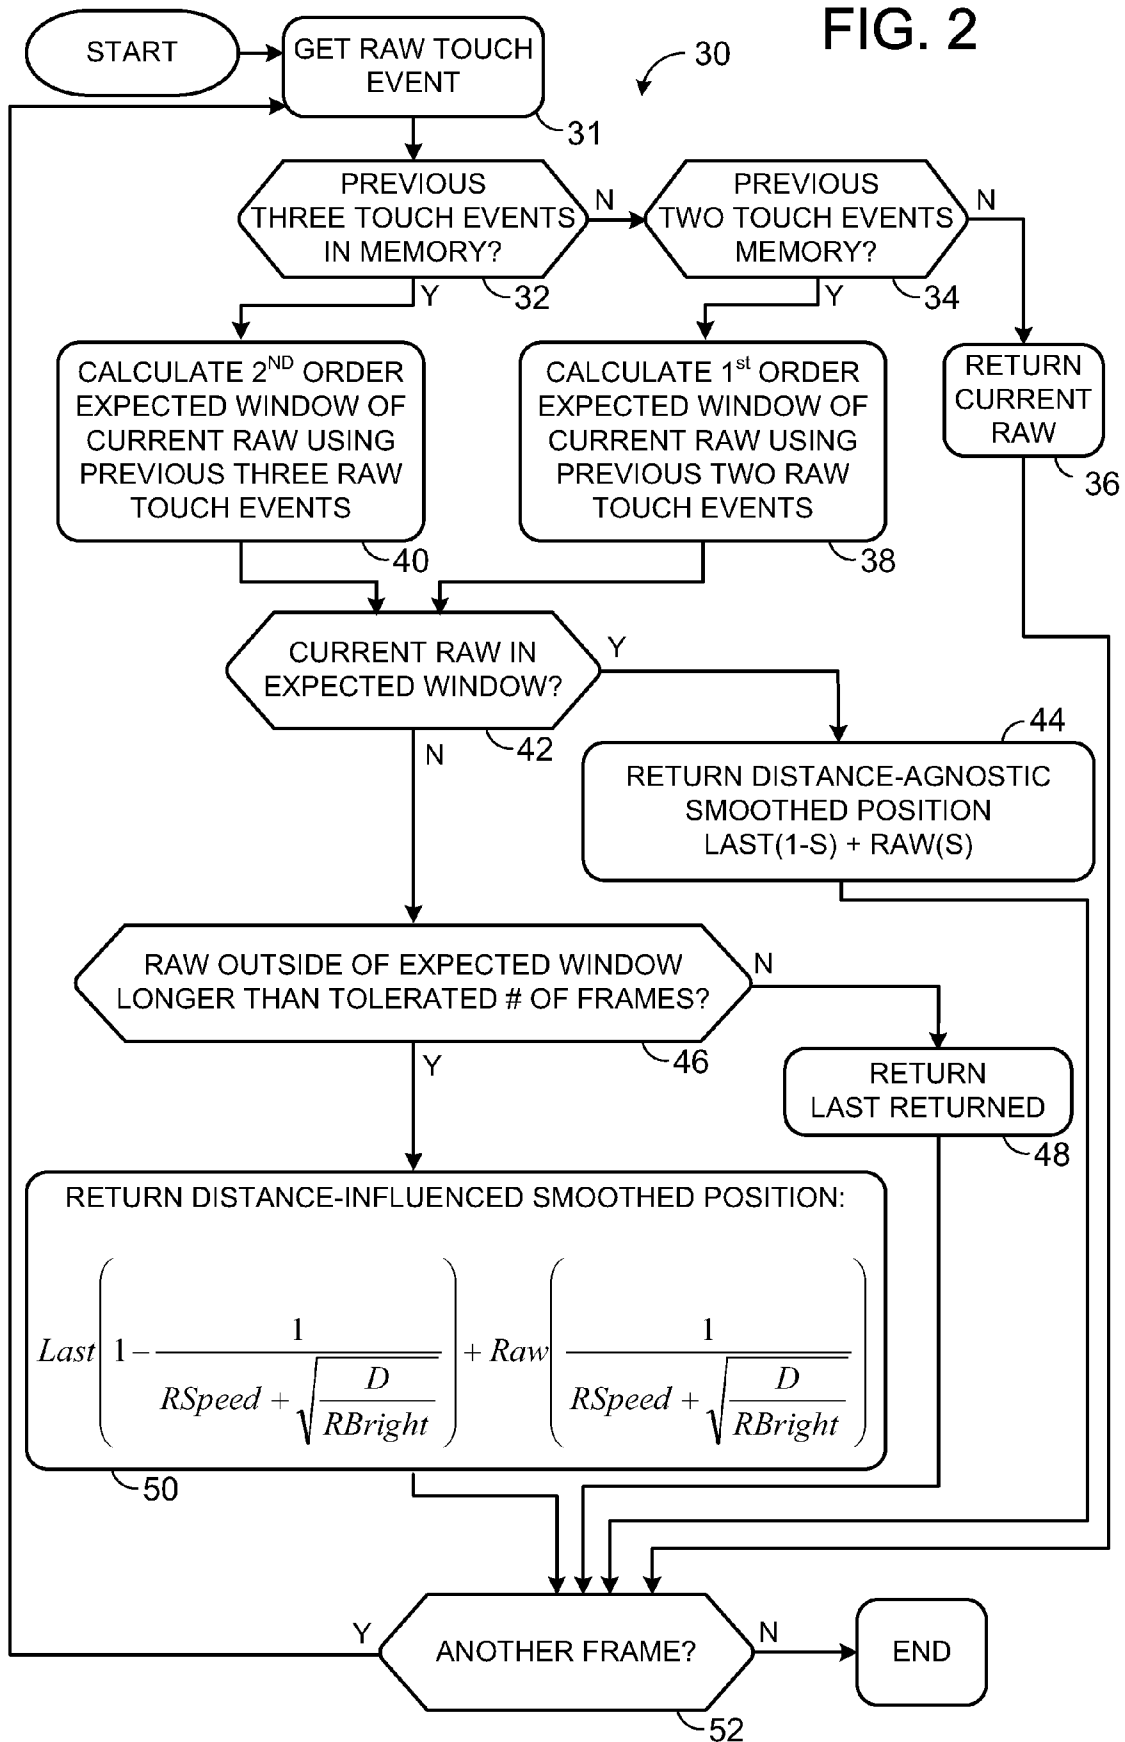 FIG. 2
START
GET RAW TOUCH
EVENT
30
31
PREVIOUS
THREE TOUCH EVENTS
IN MEMORY?
N
PREVIOUS
TWO TOUCH EVENTS
MEMORY?
N
Y
32
Y
34
CALCULATE 2ND ORDER
EXPECTED WINDOW OF
CURRENT RAW USING
PREVIOUS THREE RAW
TOUCH EVENTS
40
CALCULATE 1st ORDER
EXPECTED WINDOW OF
CURRENT RAW USING
PREVIOUS TWO RAW
TOUCH EVENTS
38
RETURN
CURRENT
RAW
36
CURRENT RAW IN
EXPECTED WINDOW?
Y
42
N
44
RETURN DISTANCE-AGNOSTIC
SMOOTHED POSITION
LAST(1-S) + RAW(S)
RAW OUTSIDE OF EXPECTED WINDOW
LONGER THAN TOLERATED # OF FRAMES?
N
46
Y
RETURN
LAST RETURNED
48
RETURN DISTANCE-INFLUENCED SMOOTHED POSITION:
Last(1 - 1 / (RSpeed + √(D / RBright))) + Raw(1 / (RSpeed + √(D / RBright)))
50
ANOTHER FRAME?
Y
N
52
END